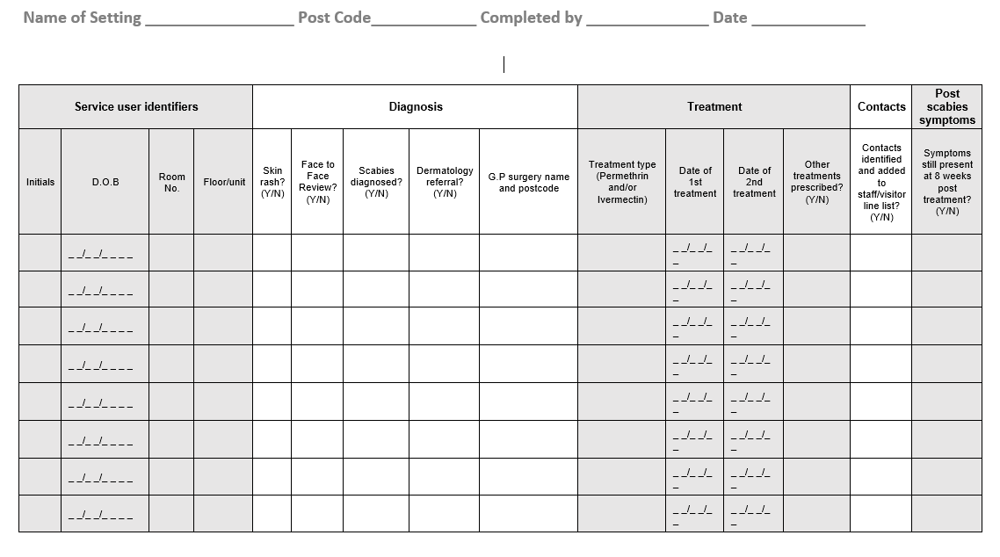 Name of Setting _________________ Post Code____________ Completed by ______________ Date _____________
Service user identifiers Diagnosis Treatment Contacts Post scabies symptoms
Initials D.O.B Room No. Floor/unit Skin rash? (Y/N) Face to Face Review? (Y/N) Scabies diagnosed? (Y/N) Dermatology referral? (Y/N) G.P surgery name and postcode Treatment type (Permethrin and/or Ivermectin) Date of 1st treatment Date of 2nd treatment Other treatments prescribed? (Y/N) Contacts identified and added to staff/visitor line list? (Y/N) Symptoms still present at 8 weeks post treatment? (Y/N)
_ _/_ _/_ _ _ _ _ _/_ _/_ _ _ _/_ _/_ _
_ _/_ _/_ _ _ _ _ _/_ _/_ _ _ _/_ _/_ _
_ _/_ _/_ _ _ _ _ _/_ _/_ _ _ _/_ _/_ _
_ _/_ _/_ _ _ _ _ _/_ _/_ _ _ _/_ _/_ _
_ _/_ _/_ _ _ _ _ _/_ _/_ _ _ _/_ _/_ _
_ _/_ _/_ _ _ _ _ _/_ _/_ _ _ _/_ _/_ _
_ _/_ _/_ _ _ _ _ _/_ _/_ _ _ _/_ _/_ _
_ _/_ _/_ _ _ _ _ _/_ _/_ _ _ _/_ _/_ _